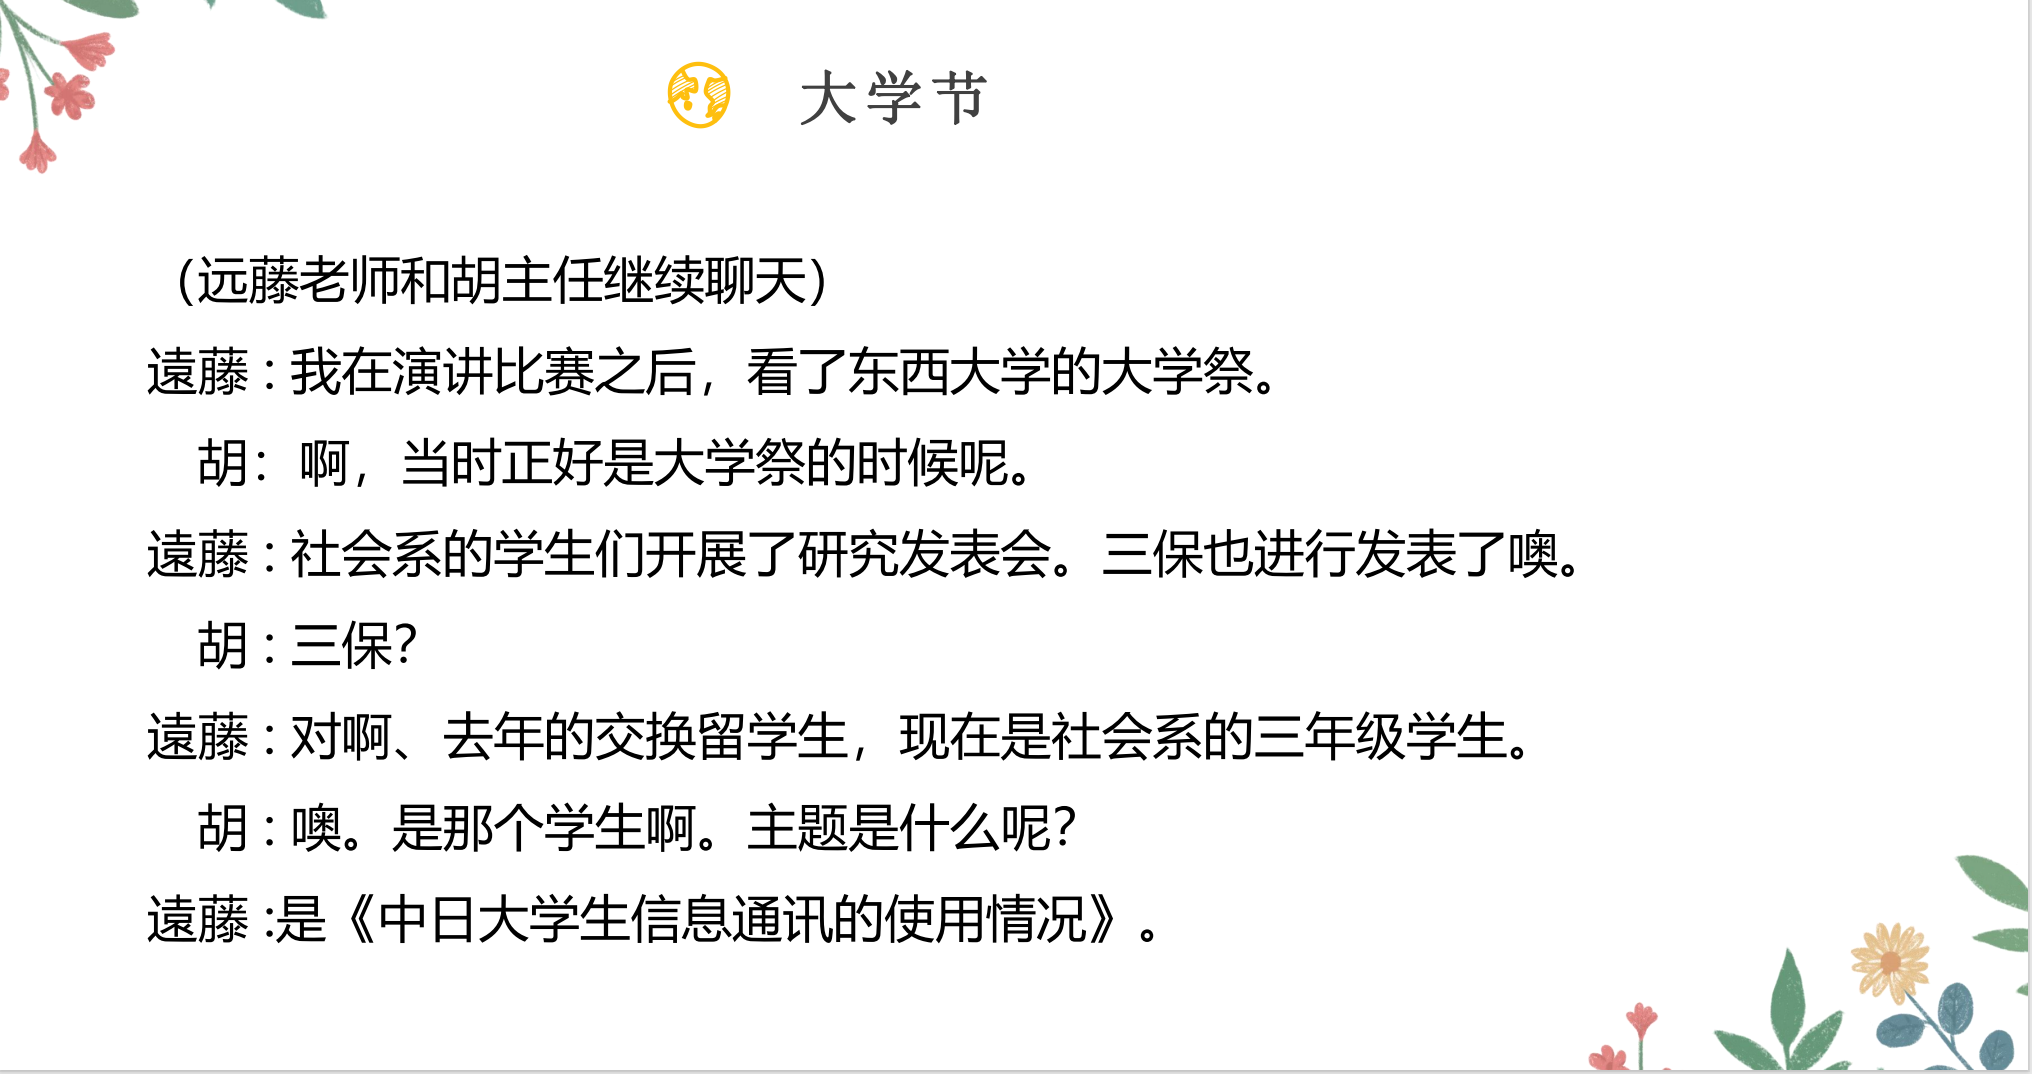 大学节
（远藤老师和胡主任继续聊天）
遠藤：我在演讲比赛之后，看了东西大学的大学祭。
胡：啊，当时正好是大学祭的时候呢。
遠藤：社会系的学生们开展了研究发表会。三保也进行发表了噢。
胡：三保？
遠藤：对啊、去年的交换留学生，现在是社会系的三年级学生。
胡：噢。是那个学生啊。主题是什么呢？
遠藤:是《中日大学生信息通讯的使用情况》。